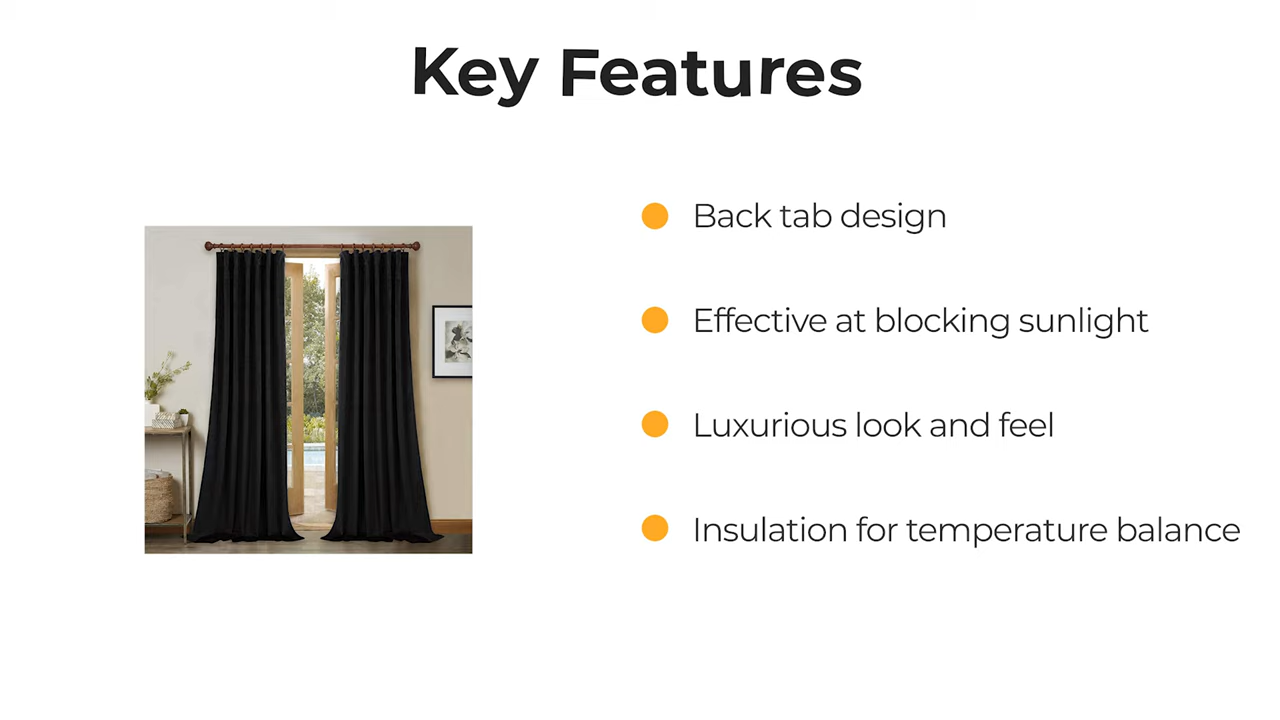 Key Features
Back tab design
Effective at blocking sunlight
Luxurious look and feel
Insulation for temperature balance